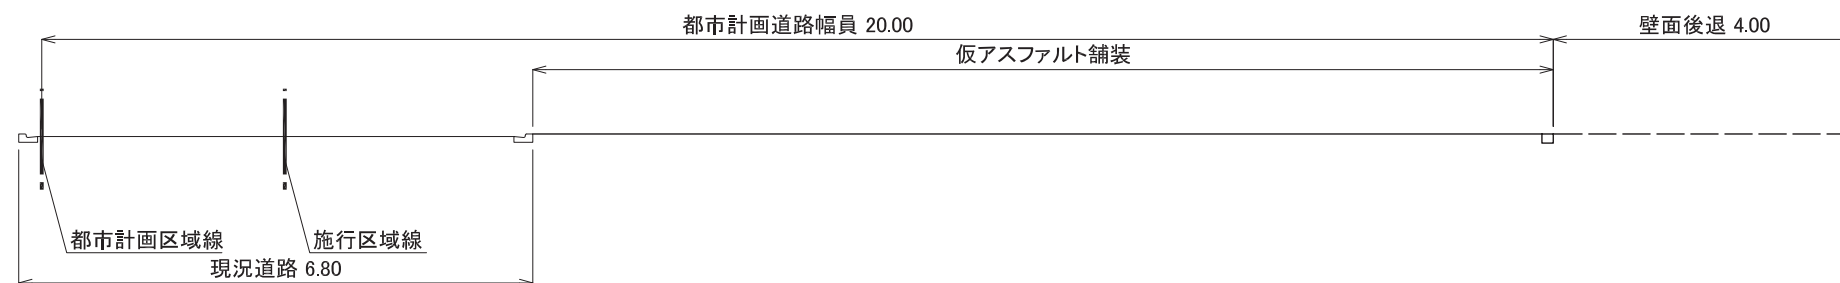 都市計画道路幅員 20.00
壁面後退 4.00
仮アスファルト舗装
都市計画区域線
施行区域線
現況道路 6.80